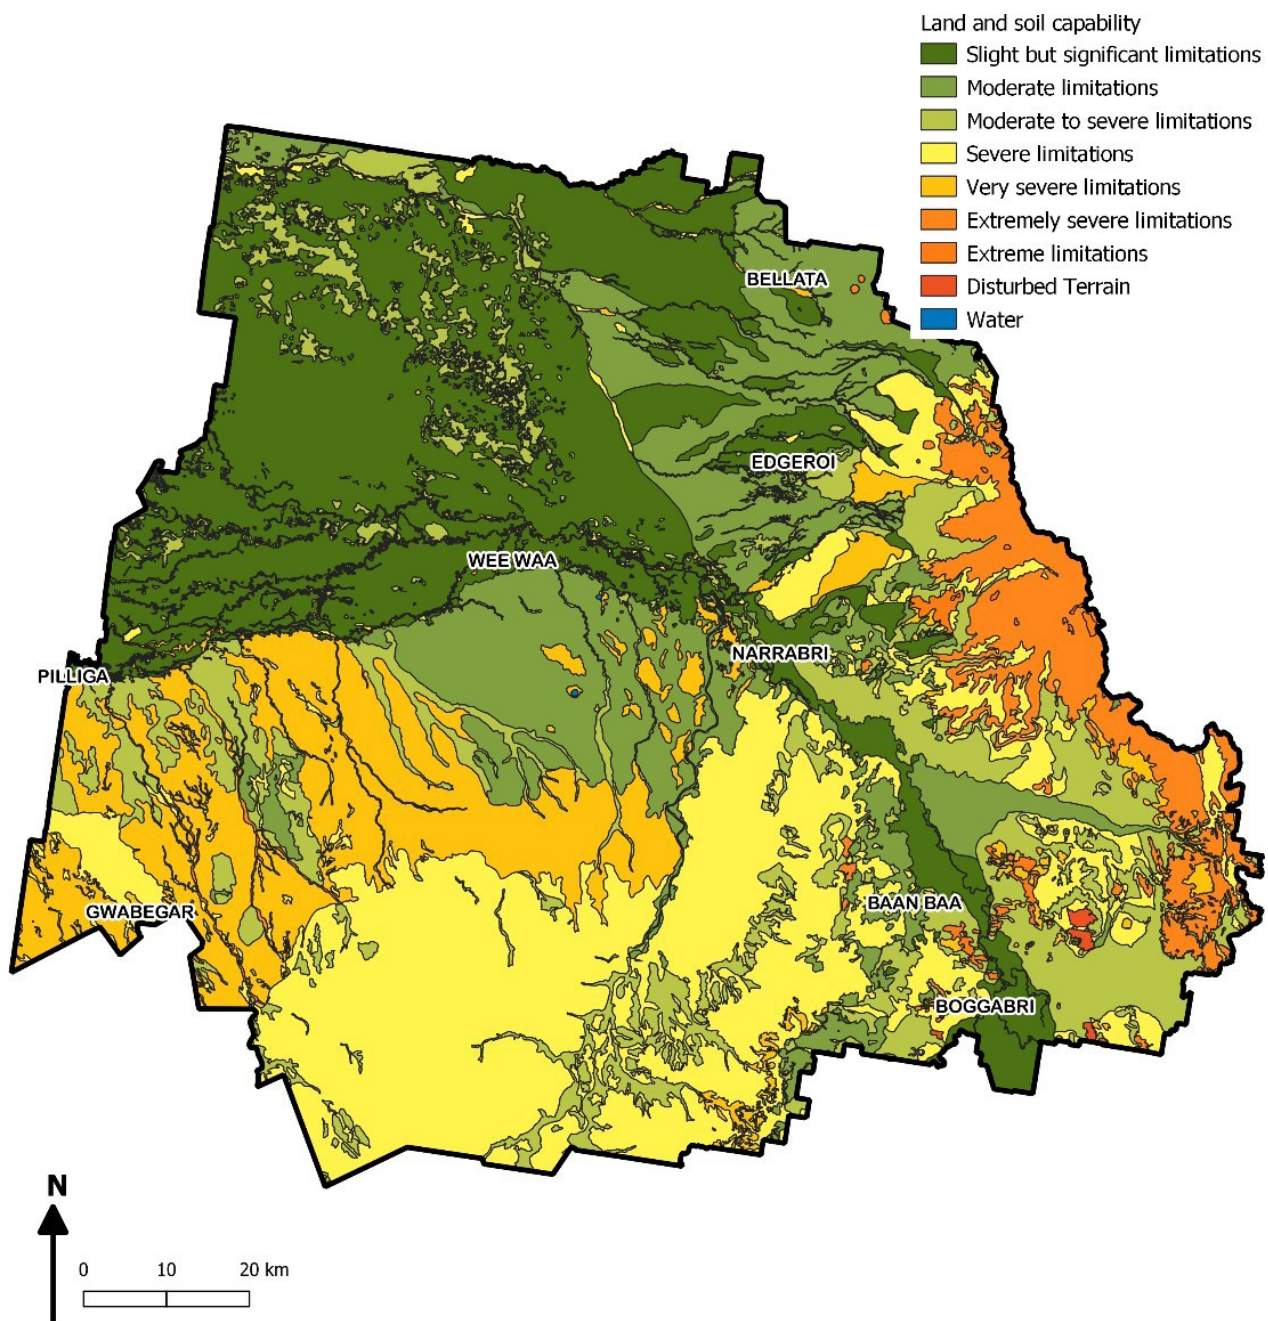 Land and soil capability
Slight but significant limitations
Moderate limitations
Moderate to severe limitations
Severe limitations
Very severe limitations
Extremely severe limitations
Extreme limitations
Disturbed Terrain
Water
BELLATA
EDGEROI
WEE WAA
NARRABRI
PILLIGA
BAAN BAA
GWABEGAR
BOGGABRI
N
0 10 20 km